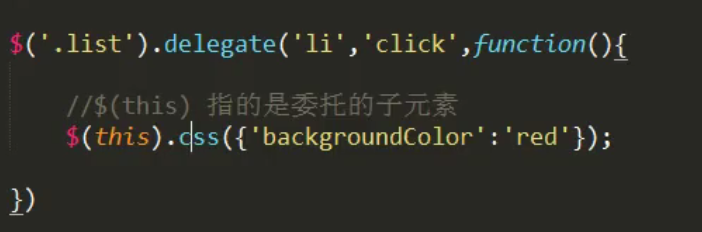 $('.list').delegate('li','click',function(){
//$(this) 指的是委托的子元素
$(this).css({'backgroundColor':'red'});
})